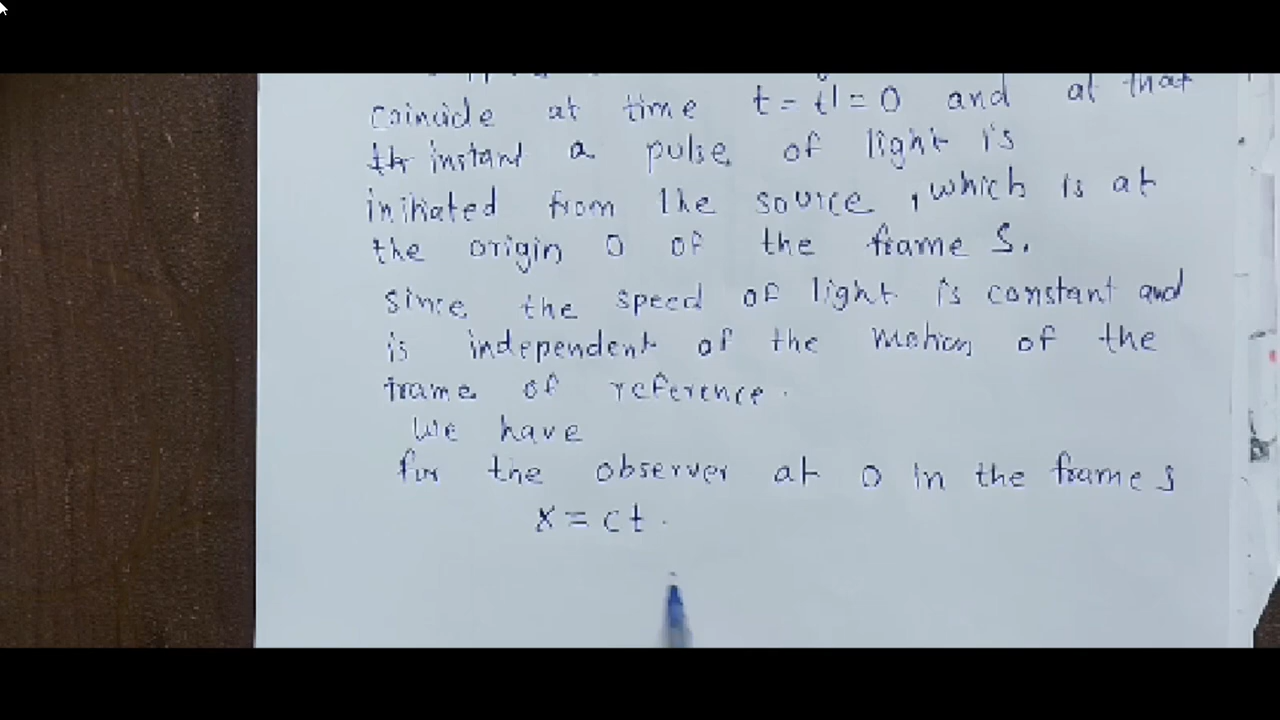 coincide at time t = t' = 0 and at that
instant a pulse of light is
initiated from the source, which is at
the origin O of the frame S.
Since the speed of light is constant and
is independent of the motion of the
frame of reference.
We have
for the observer at O in the frame S
x = ct.